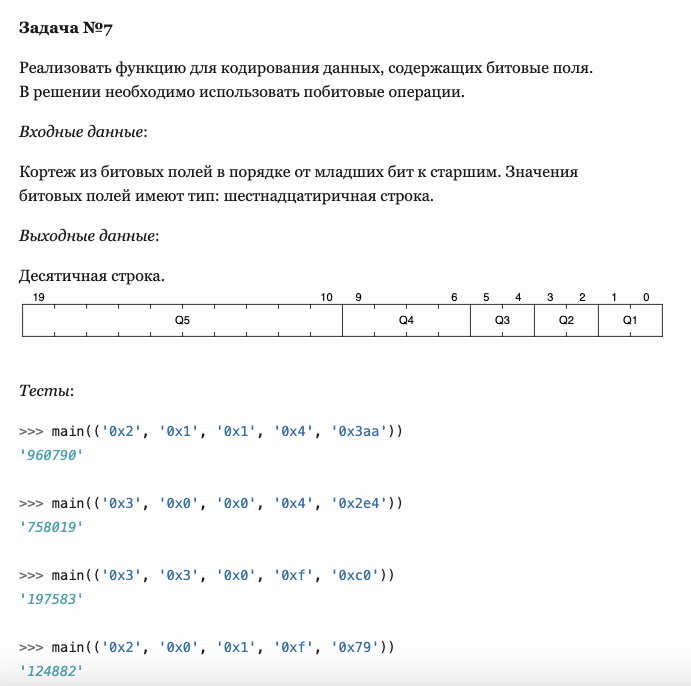 Задача №7
Реализовать функцию для кодирования данных, содержащих битовые поля.
В решении необходимо использовать побитовые операции.
Входные данные:
Кортеж из битовых полей в порядке от младших бит к старшим. Значения
битовых полей имеют тип: шестнадцатиричная строка.
Выходные данные:
Десятичная строка.
19 10 9 6 5 4 3 2 1 0
Q5 Q4 Q3 Q2 Q1
Тесты:
>>> main(('0x2', '0x1', '0x1', '0x4', '0x3aa'))
'960790'
>>> main(('0x3', '0x0', '0x0', '0x4', '0x2e4'))
'758019'
>>> main(('0x3', '0x3', '0x0', '0xf', '0xc0'))
'197583'
>>> main(('0x2', '0x0', '0x1', '0xf', '0x79'))
'124882'